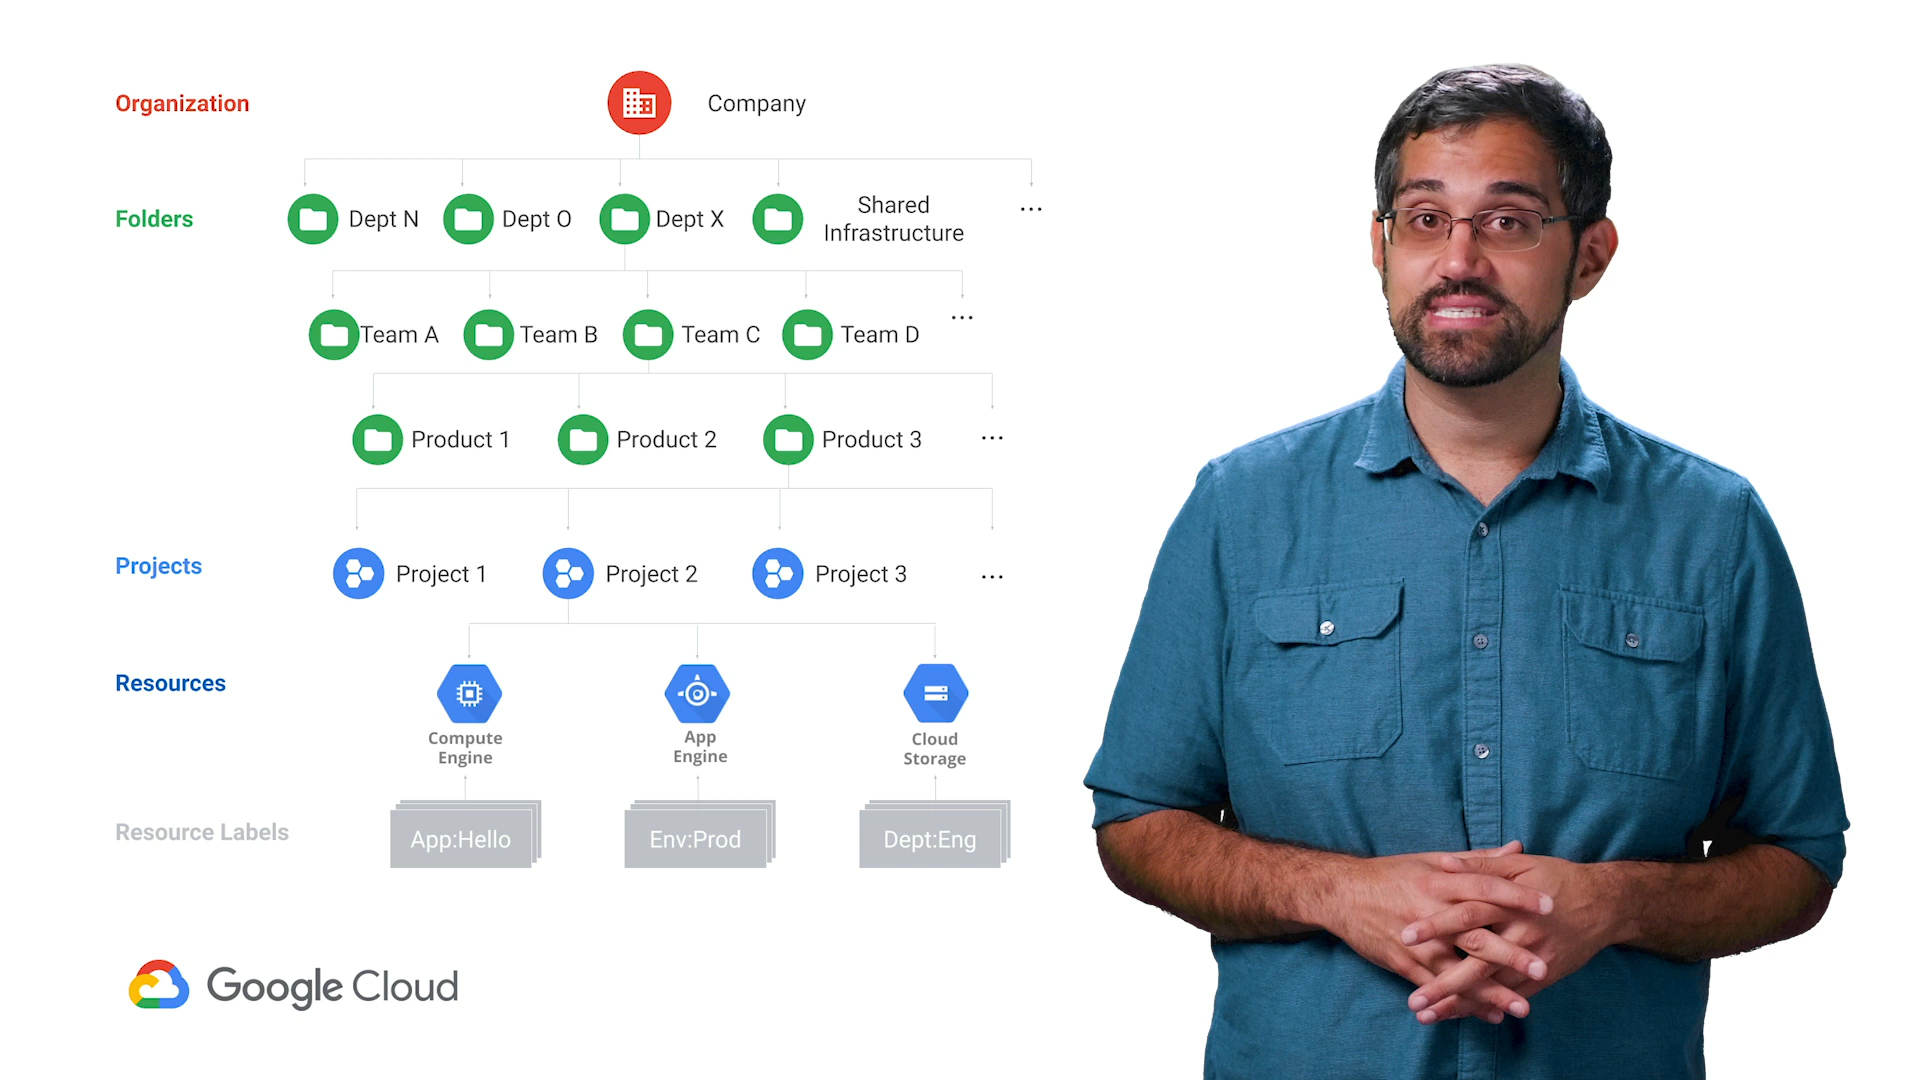 Organization
Company
Folders
Dept N
Dept O
Dept X
Shared
Infrastructure
...
Team A
Team B
Team C
Team D
...
Product 1
Product 2
Product 3
...
Projects
Project 1
Project 2
Project 3
...
Resources
Compute
Engine
App
Engine
Cloud
Storage
Resource Labels
App:Hello
Env:Prod
Dept:Eng
Google Cloud